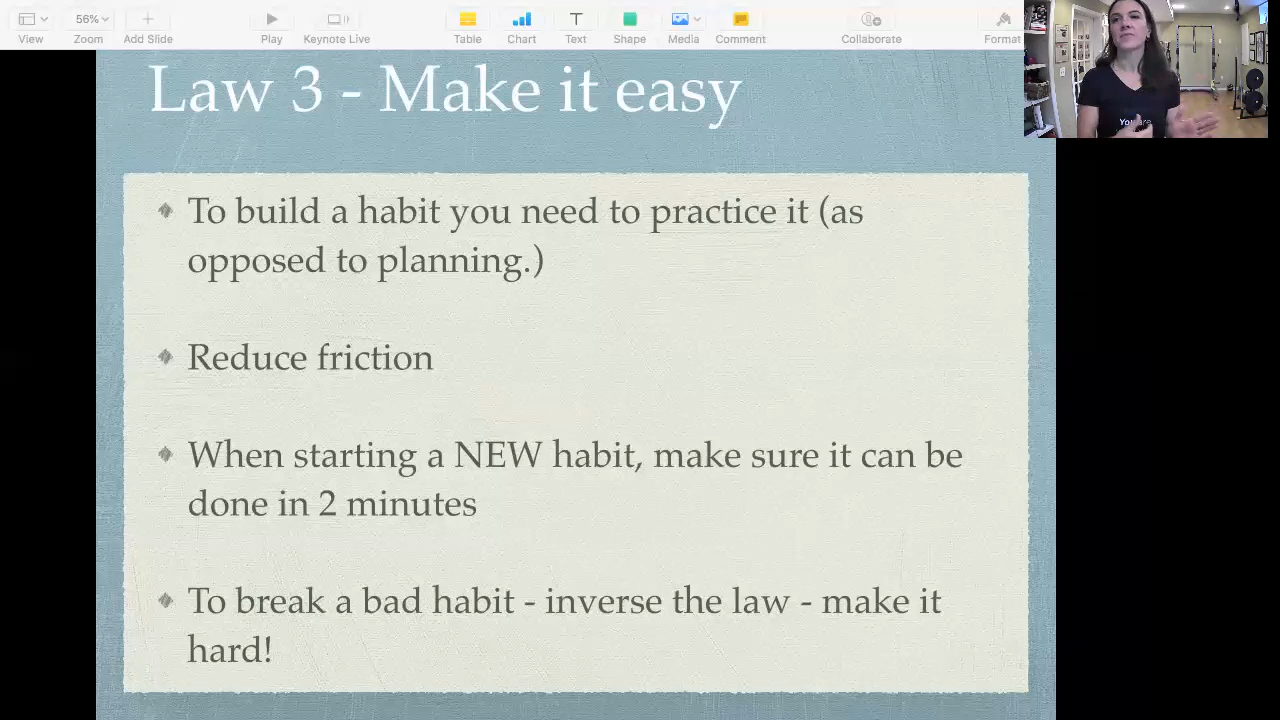 56%
View
Zoom
Add Slide
Play
Keynote Live
Table
Chart
Text
Shape
Media
Comment
Collaborate
Format
You are
Law 3 - Make it easy
To build a habit you need to practice it (as
opposed to planning.)
Reduce friction
When starting a NEW habit, make sure it can be
done in 2 minutes
To break a bad habit - inverse the law - make it
hard!